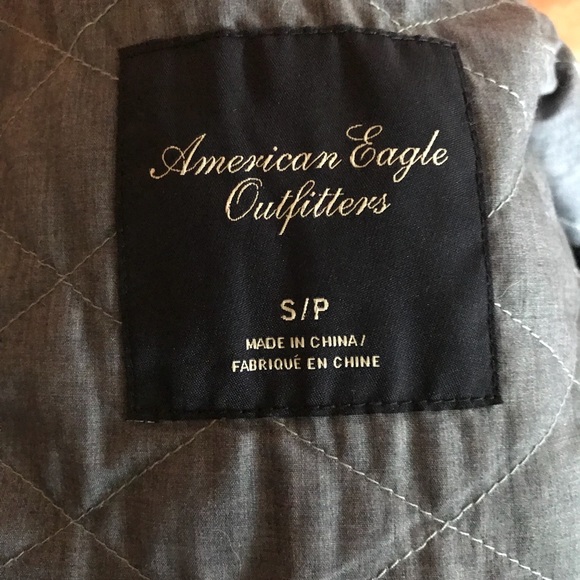 American Eagle
Outfitters
S/P
MADE IN CHINA/
FABRIQUÉ EN CHINE